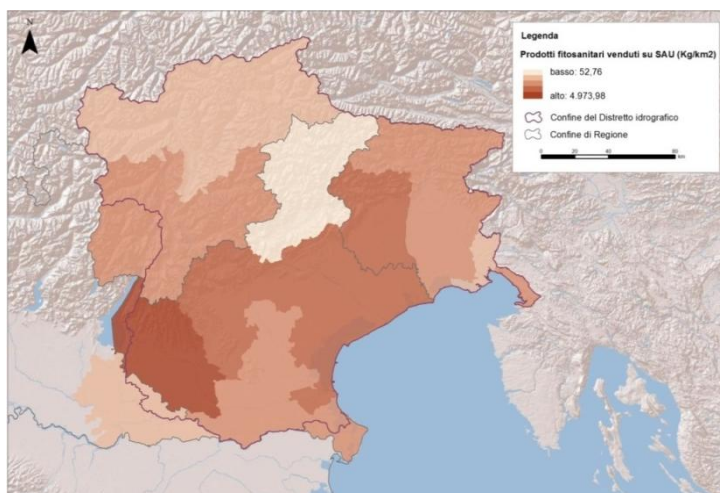 N
Legenda
Prodotti fitosanitari venduti su SAU (Kg/km2)
basso: 52,76
alto: 4.973,98
Confine del Distretto idrografico
Confine di Regione
0 20 40 80
km